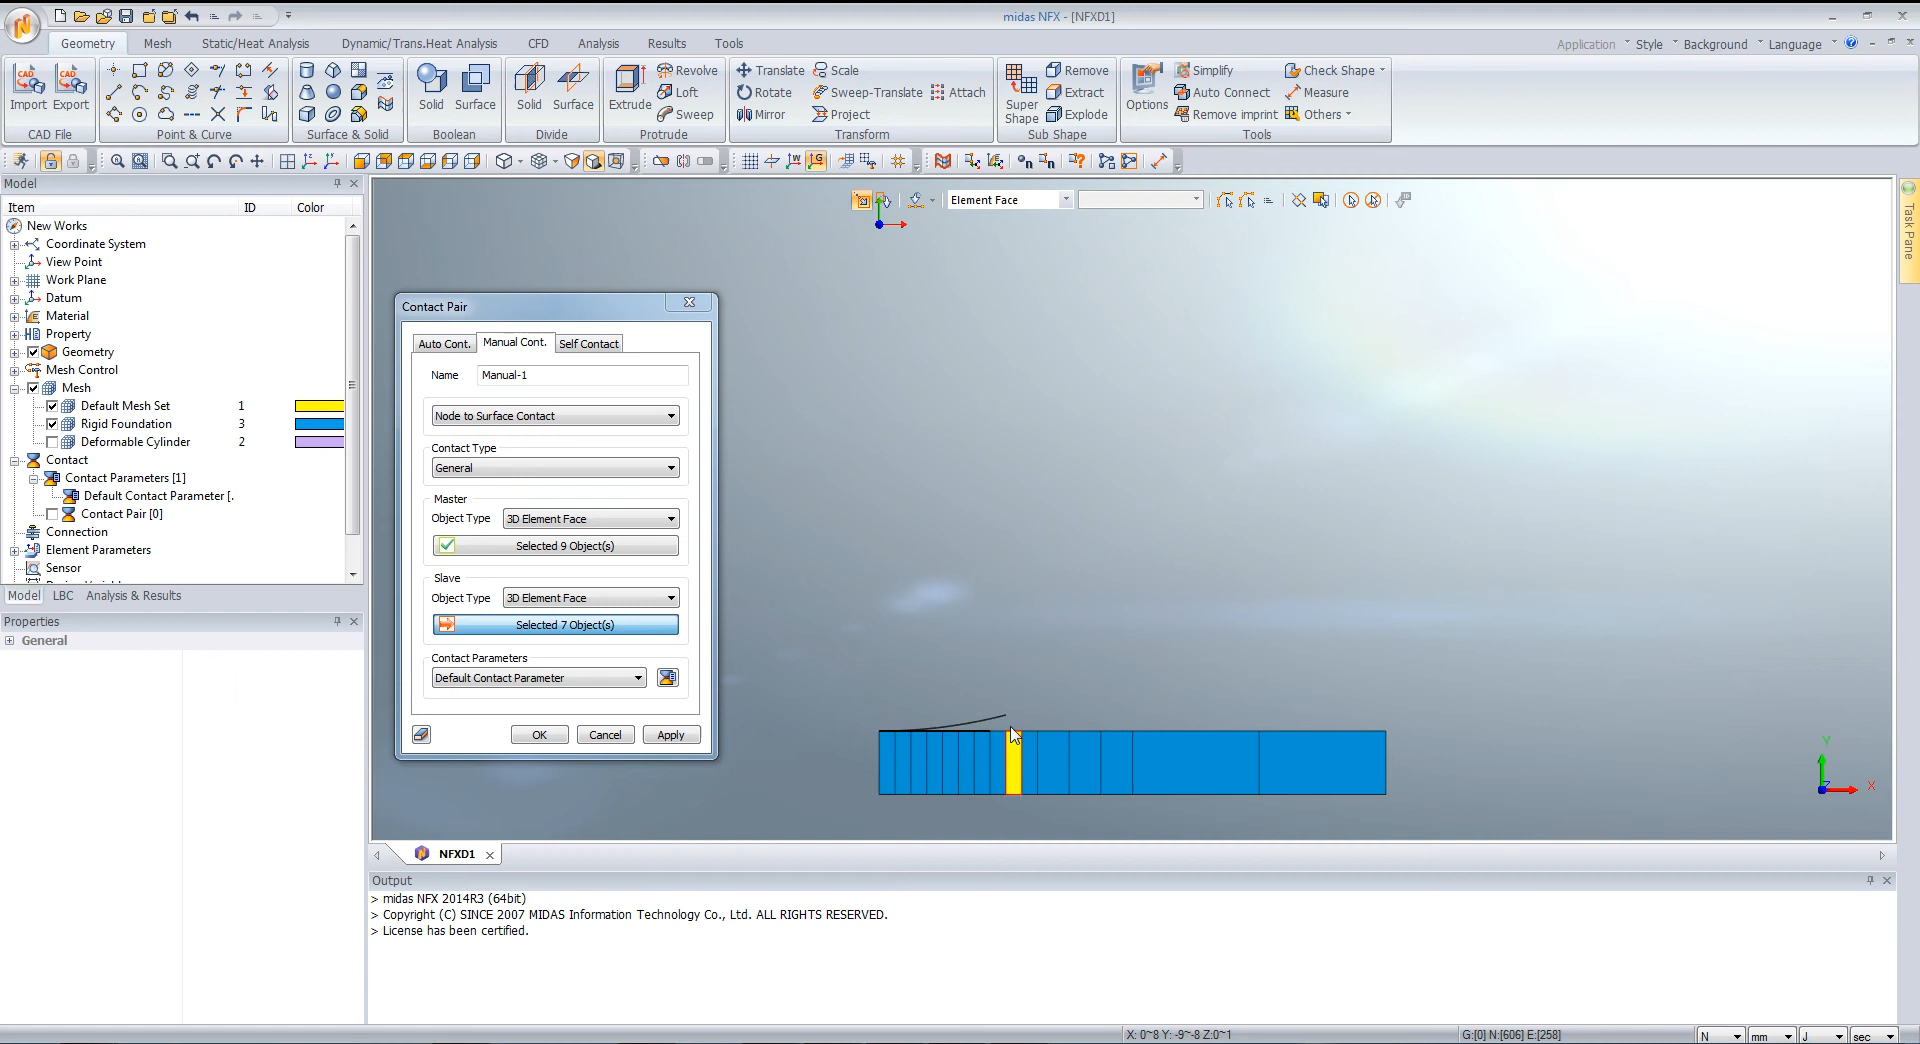 midas NFX - [NFXD1]
Geometry Mesh Static/Heat Analysis Dynamic/Trans.Heat Analysis CFD Analysis Results Tools
Application Style Background Language
Import Export
CAD File
Point & Curve
Surface & Solid
Solid Surface
Boolean
Solid Surface
Divide
Extrude Revolve Loft Sweep
Protrude
Translate Scale
Rotate Sweep-Translate Attach
Mirror Project
Transform
Super Shape Remove Extract Explode
Sub Shape
Options Simplify Check Shape
Auto Connect Measure
Remove imprint Others
Tools
Model
Item ID Color
New Works
Coordinate System
View Point
Work Plane
Datum
Material
Property
Geometry
Mesh Control
Mesh
Default Mesh Set 1
Rigid Foundation 3
Deformable Cylinder 2
Contact
Contact Parameters [1]
Default Contact Parameter [.
Contact Pair [0]
Connection
Element Parameters
Sensor
Model LBC Analysis & Results
Properties
General
Element Face
Task Pane
Contact Pair
Auto Cont. Manual Cont. Self Contact
Name Manual-1
Node to Surface Contact
Contact Type
General
Master
Object Type 3D Element Face
Selected 9 Object(s)
Slave
Object Type 3D Element Face
Selected 7 Object(s)
Contact Parameters
Default Contact Parameter
OK Cancel Apply
Y
Z
X
NFXD1
Output
> midas NFX 2014R3 (64bit)
> Copyright (C) SINCE 2007 MIDAS Information Technology Co., Ltd. ALL RIGHTS RESERVED.
> License has been certified.
X: 0~8 Y: -9~-8 Z:0~1 G:[0] N:[606] E:[258] N mm J sec